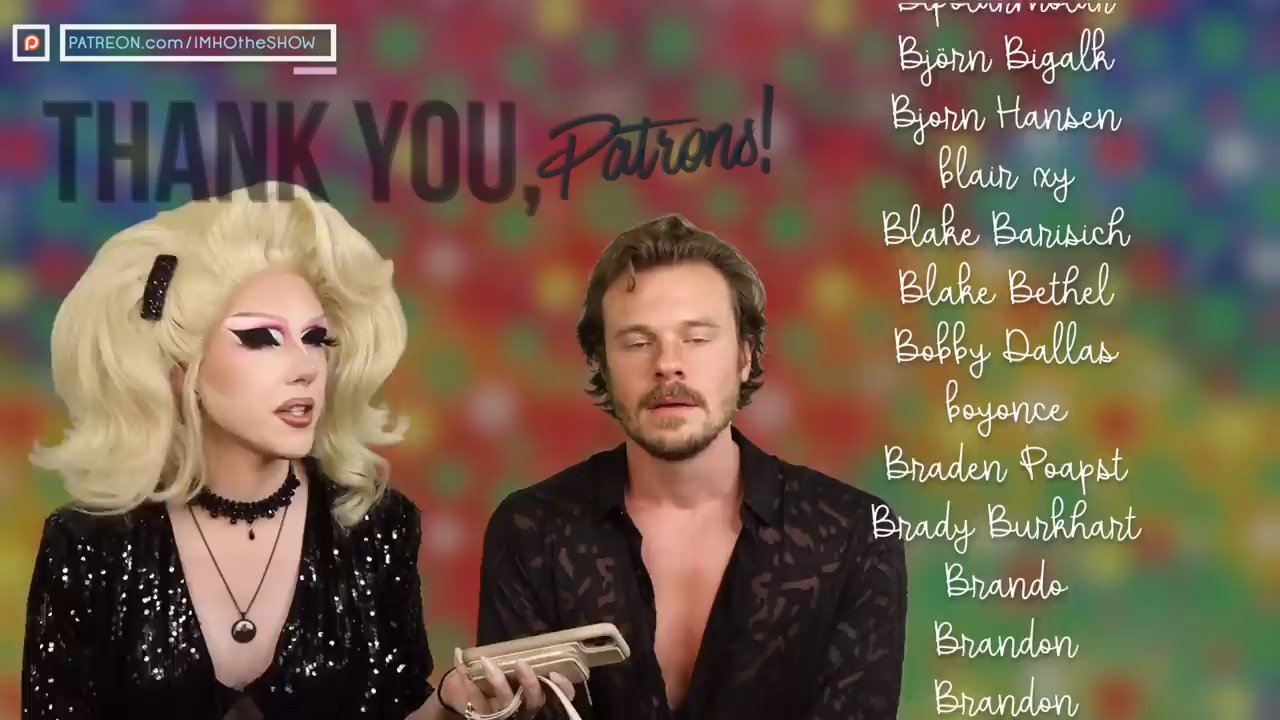 PATREON.com/IMHOtheSHOW
THANK YOU, Patrons!
Björn Bigalk
Bjorn Hansen
blair xy
Blake Barisich
Blake Bethel
Bobby Dallas
boyonce
Braden Poapst
Brady Burkhart
Brando
Brandon
Brandon